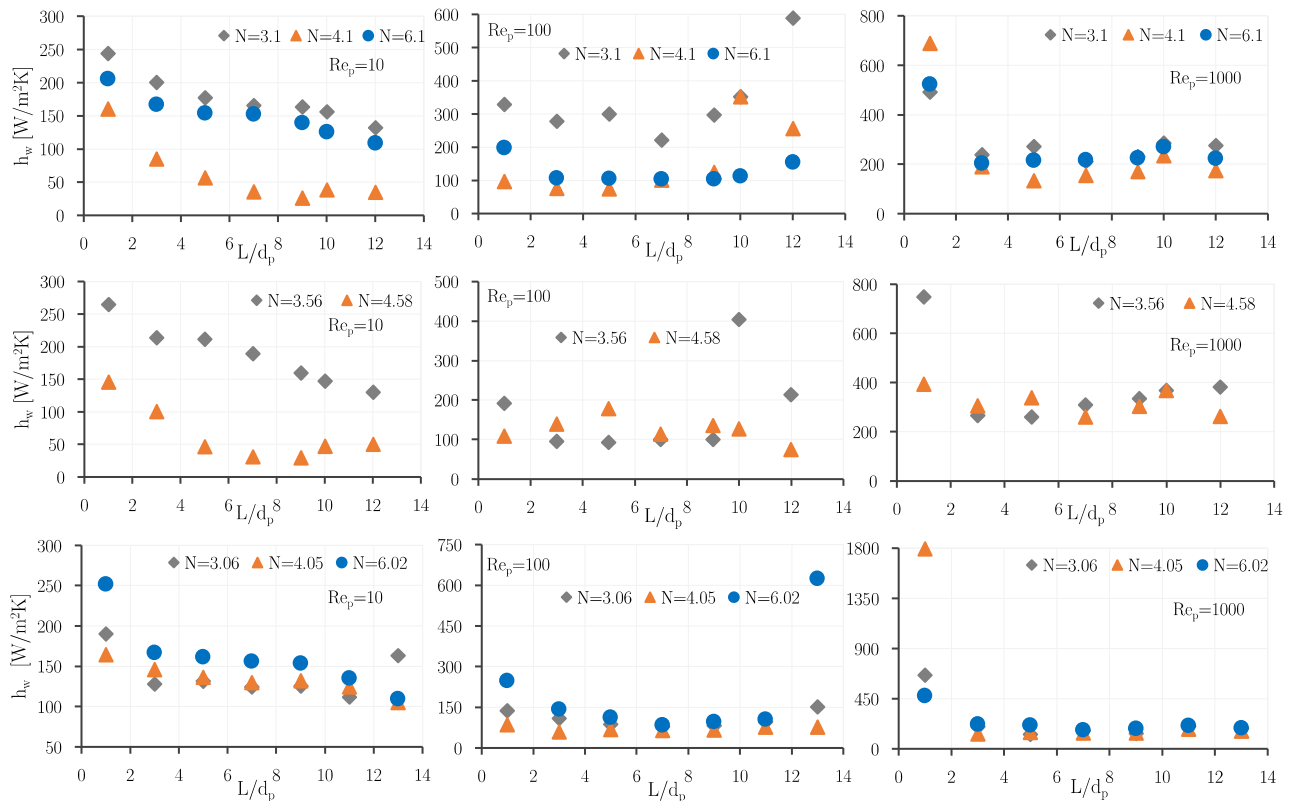 h_w [W/m²K]
300
250
200
150
100
50
0
N=3.1 N=4.1 N=6.1
Re_p=10
0 2 4 6 8 10 12 14
L/d_p
600
500
400
300
200
100
0
Re_p=100
N=3.1 N=4.1 N=6.1
0 2 4 6 8 10 12 14
L/d_p
800
600
400
200
0
N=3.1 N=4.1 N=6.1
Re_p=1000
0 2 4 6 8 10 12 14
L/d_p
h_w [W/m²K]
300
250
200
150
100
50
0
N=3.56 N=4.58
Re_p=10
0 2 4 6 8 10 12 14
L/d_p
500
400
300
200
100
0
Re_p=100
N=3.56 N=4.58
0 2 4 6 8 10 12 14
L/d_p
800
600
400
200
0
N=3.56 N=4.58
Re_p=1000
0 2 4 6 8 10 12 14
L/d_p
h_w [W/m²K]
300
250
200
150
100
50
N=3.06 N=4.05 N=6.02
Re_p=10
0 2 4 6 8 10 12 14
L/d_p
750
600
450
300
150
0
Re_p=100
N=3.06 N=4.05 N=6.02
0 2 4 6 8 10 12 14
L/d_p
1800
1350
900
450
0
N=3.06 N=4.05 N=6.02
Re_p=1000
0 2 4 6 8 10 12 14
L/d_p